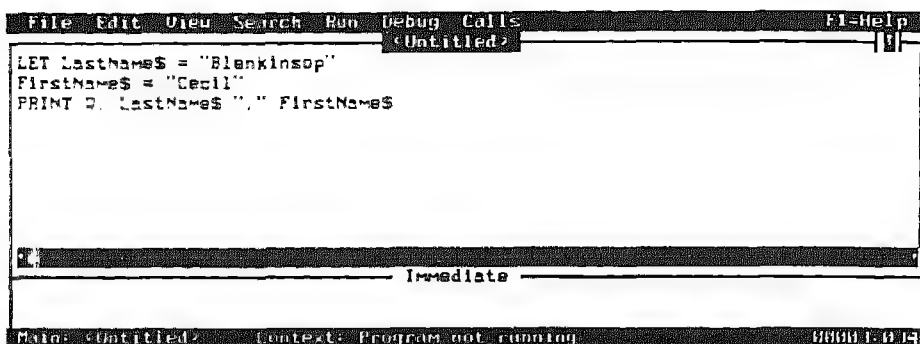 File Edit View Search Run Debug Calls F1=Help
<Untitled>
LET LastName$ = "Blenkinsop"
FirstName$ = "Cecil"
PRINT LastName$ "," FirstName$
Immediate
Main: <Untitled> Context: Program not running